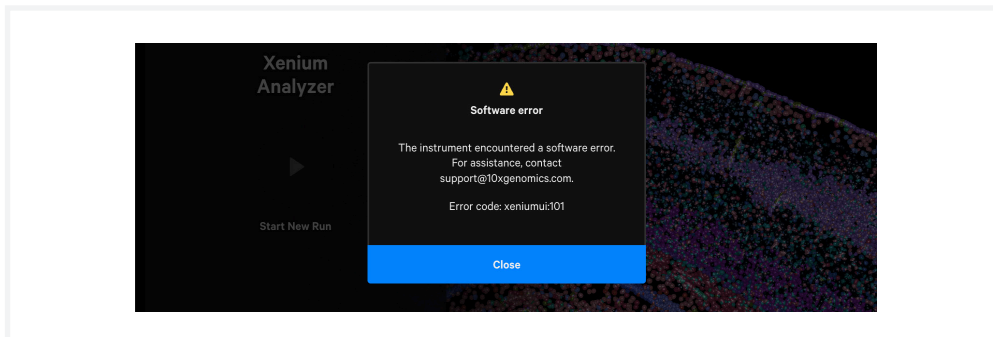 Xenium
Analyzer
Start New Run
Software error
The instrument encountered a software error.
For assistance, contact
support@10xgenomics.com.
Error code: xeniumui:101
Close